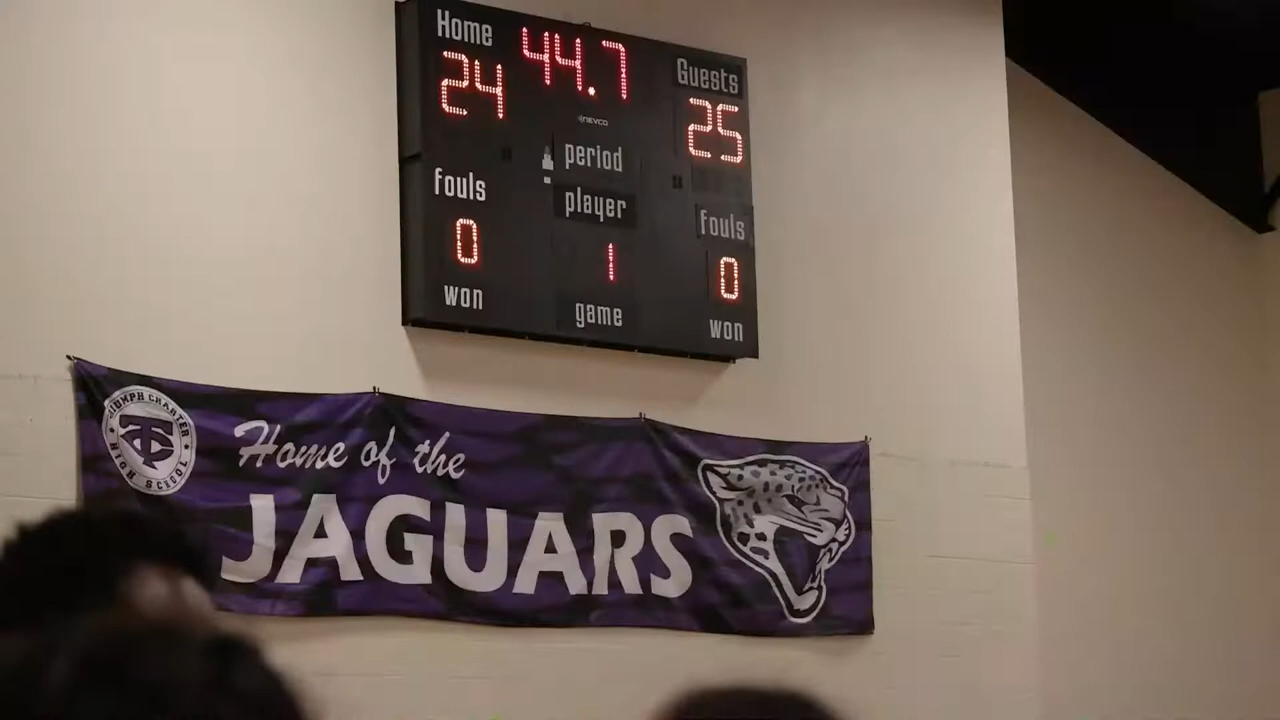 Home 44.7 Guests
24 25
NEVCO
period
fouls player fouls
0 1 0
won game won
TRIUMPH CHARTER
TC
HIGH SCHOOL
Home of the
JAGUARS